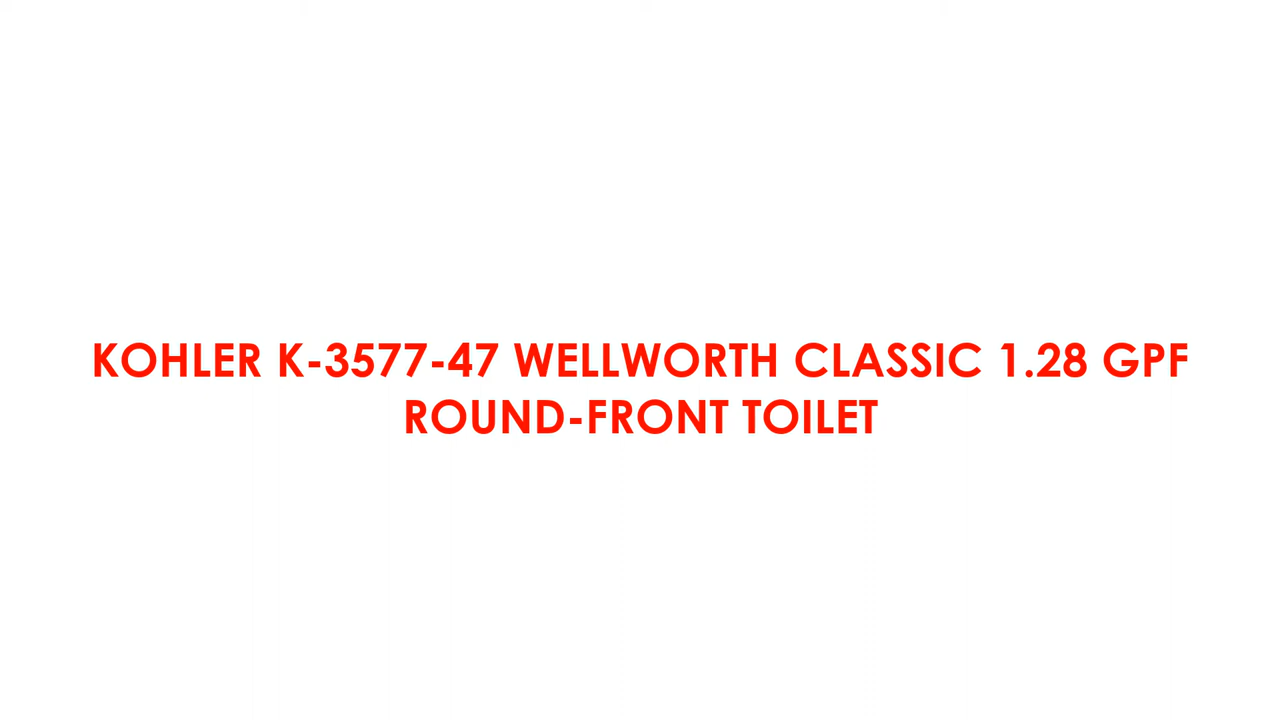 KOHLER K-3577-47 WELLWORTH CLASSIC 1.28 GPF
ROUND-FRONT TOILET